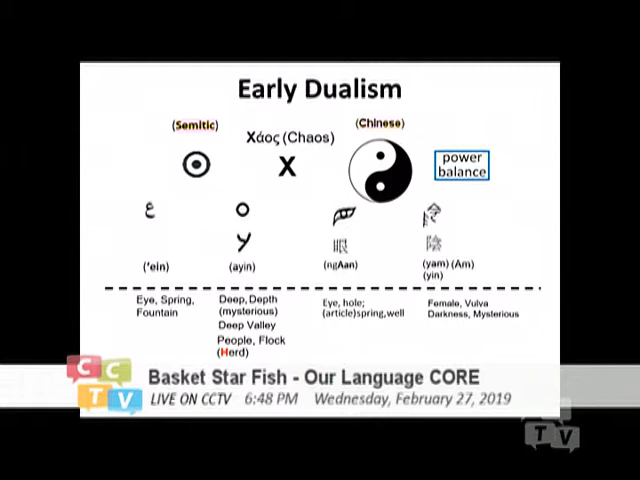 Early Dualism
(Semitic)
Χάος (Chaos)
(Chinese)
X
power
balance
ع
眼
陰
('ein)
(ayin)
(ngAan)
(yam) (Am)
(yin)
Eye, Spring,
Fountain
Deep, Depth
(mysterious)
Deep Valley
People, Flock
(Herd)
Eye, hole;
(article)spring,well
Female, Vulva
Darkness, Mysterious
CC
TV
Basket Star Fish - Our Language CORE
LIVE ON CCTV 6:48 PM Wednesday, February 27, 2019
TV